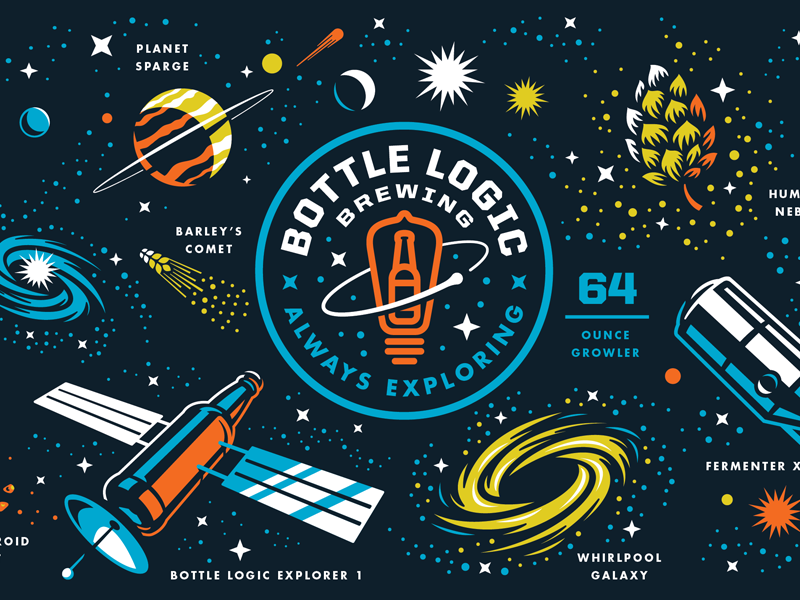 PLANET
SPARGE
BOTTLE LOGIC
BREWING
ALWAYS EXPLORING
BARLEY'S
COMET
HUM
NEB
64
OUNCE
GROWLER
FERMENTER X
ROID
BOTTLE LOGIC EXPLORER 1
WHIRLPOOL
GALAXY